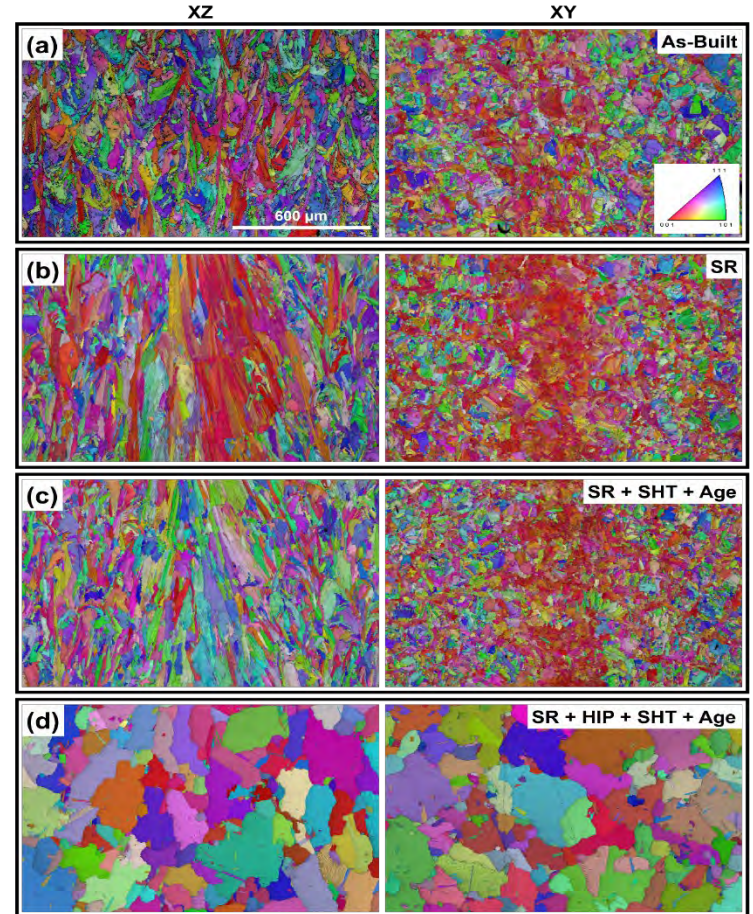 XZ XY
(a) As-Built
600 µm
111
001 101
(b) SR
(c) SR + SHT + Age
(d) SR + HIP + SHT + Age